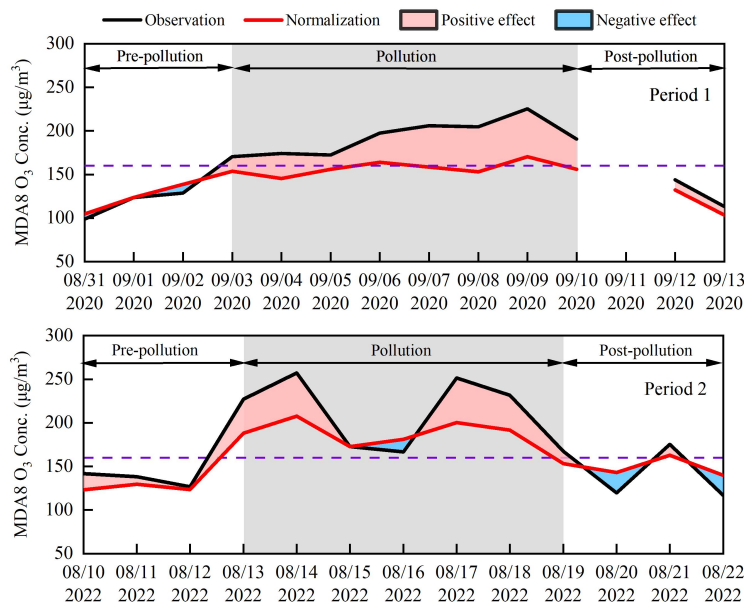 Observation Normalization Positive effect Negative effect
MDA8 O3 Conc. (μg/m³)
300
250
200
150
100
50
Pre-pollution Pollution Post-pollution
Period 1
08/31 09/01 09/02 09/03 09/04 09/05 09/06 09/07 09/08 09/09 09/10 09/11 09/12 09/13
2020 2020 2020 2020 2020 2020 2020 2020 2020 2020 2020 2020 2020 2020
MDA8 O3 Conc. (μg/m³)
300
250
200
150
100
50
Pre-pollution Pollution Post-pollution
Period 2
08/10 08/11 08/12 08/13 08/14 08/15 08/16 08/17 08/18 08/19 08/20 08/21 08/22
2022 2022 2022 2022 2022 2022 2022 2022 2022 2022 2022 2022 2022